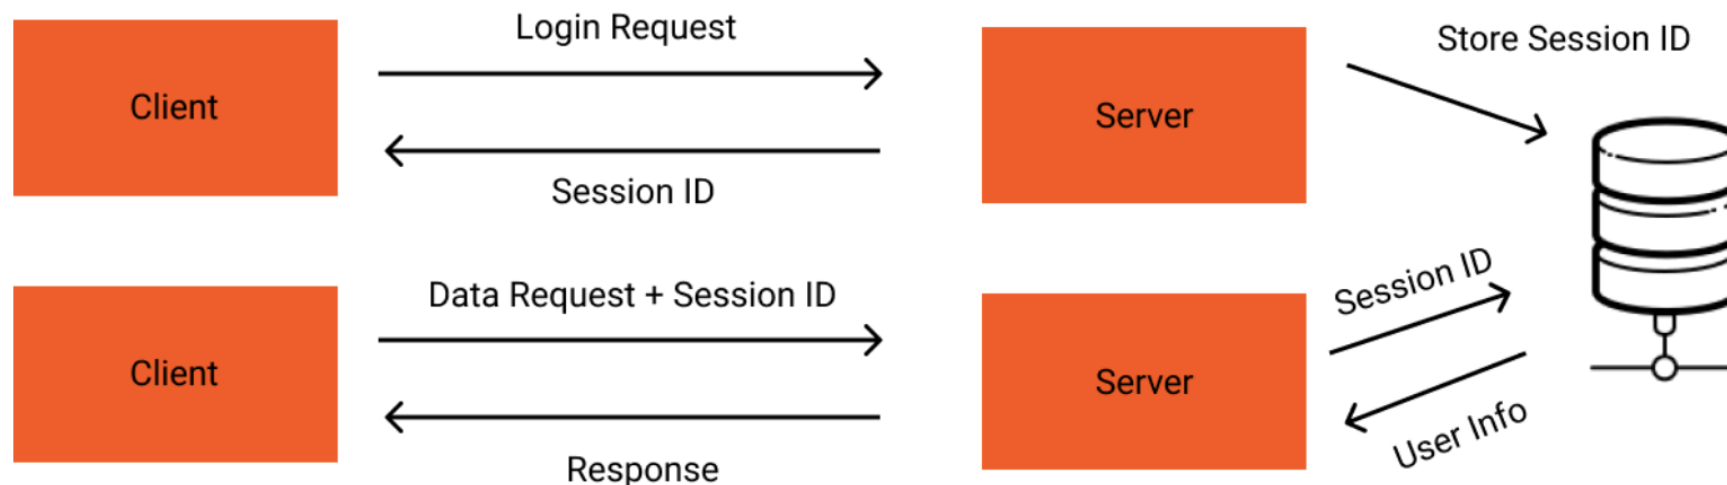 Login Request
Store Session ID
Client
Server
Session ID
Data Request + Session ID
Session ID
Client
Server
User Info
Response